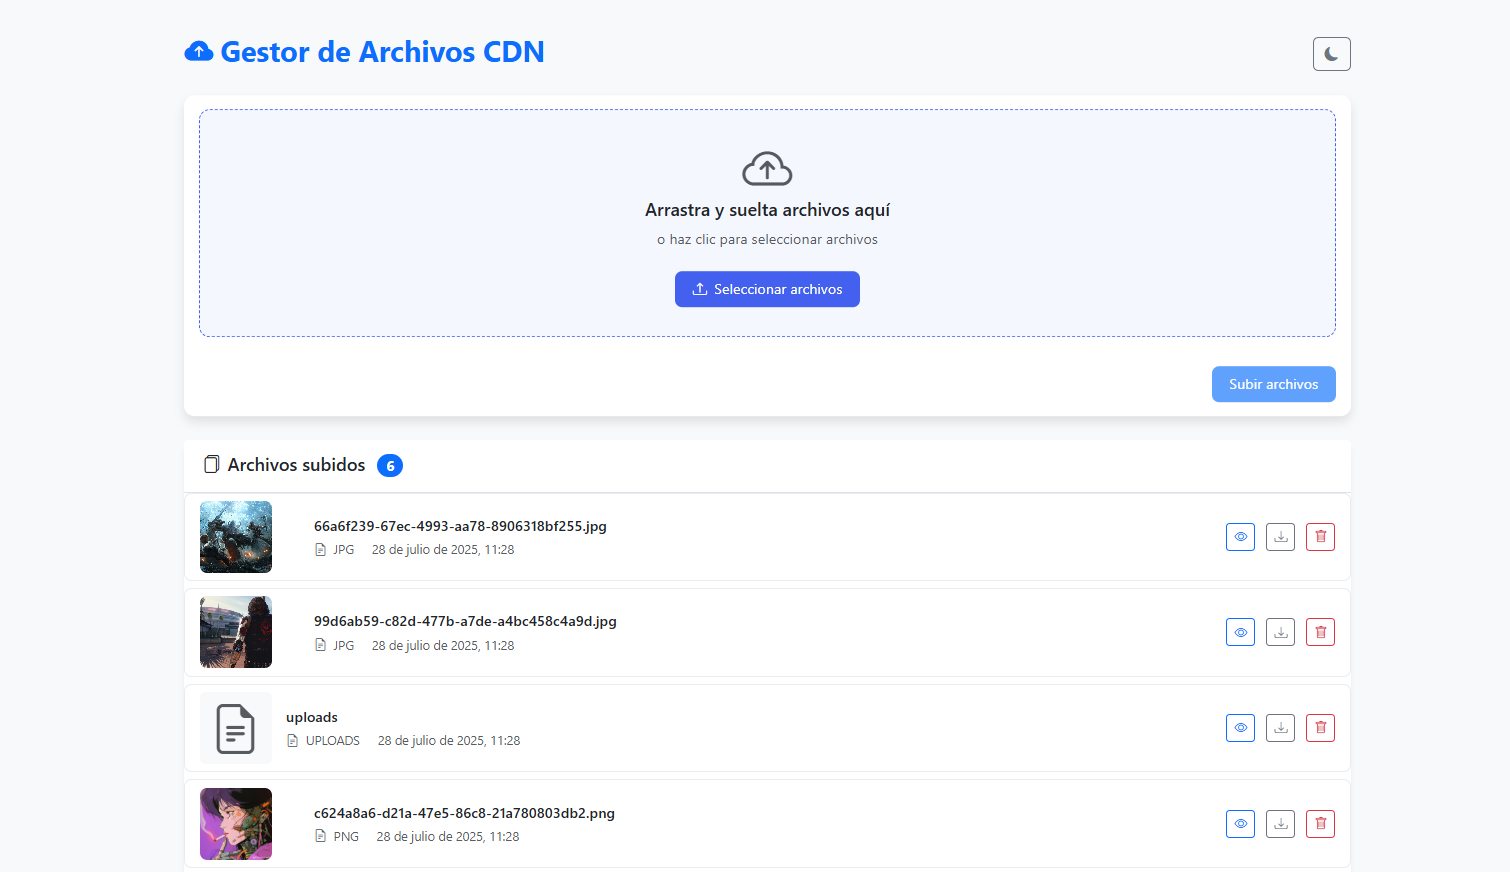 Gestor de Archivos CDN
Arrastra y suelta archivos aquí
o haz clic para seleccionar archivos
Seleccionar archivos
Subir archivos
Archivos subidos 6
66a6f239-67ec-4993-aa78-8906318bf255.jpg
JPG 28 de julio de 2025, 11:28
99d6ab59-c82d-477b-a7de-a4bc458c4a9d.jpg
JPG 28 de julio de 2025, 11:28
uploads
UPLOADS 28 de julio de 2025, 11:28
c624a8a6-d21a-47e5-86c8-21a780803db2.png
PNG 28 de julio de 2025, 11:28